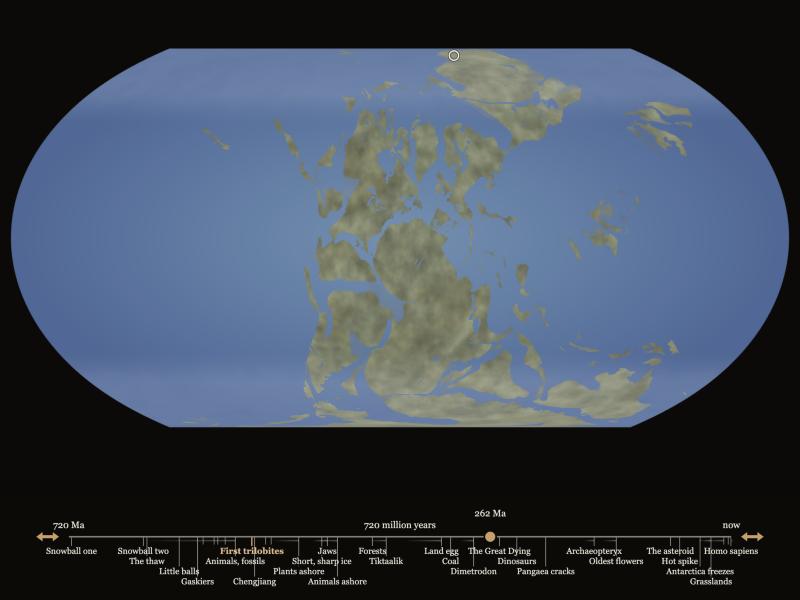 262 Ma
720 Ma
720 million years
now
Snowball one
Snowball two
First trilobites
Jaws
Forests
Land egg
The Great Dying
Archaeopteryx
The asteroid
Homo sapiens
The thaw
Animals, fossils
Short, sharp ice
Tiktaalik
Coal
Dinosaurs
Oldest flowers
Hot spike
Little balls
Plants ashore
Dimetrodon
Pangaea cracks
Antarctica freezes
Gaskiers
Chengjiang
Animals ashore
Grasslands